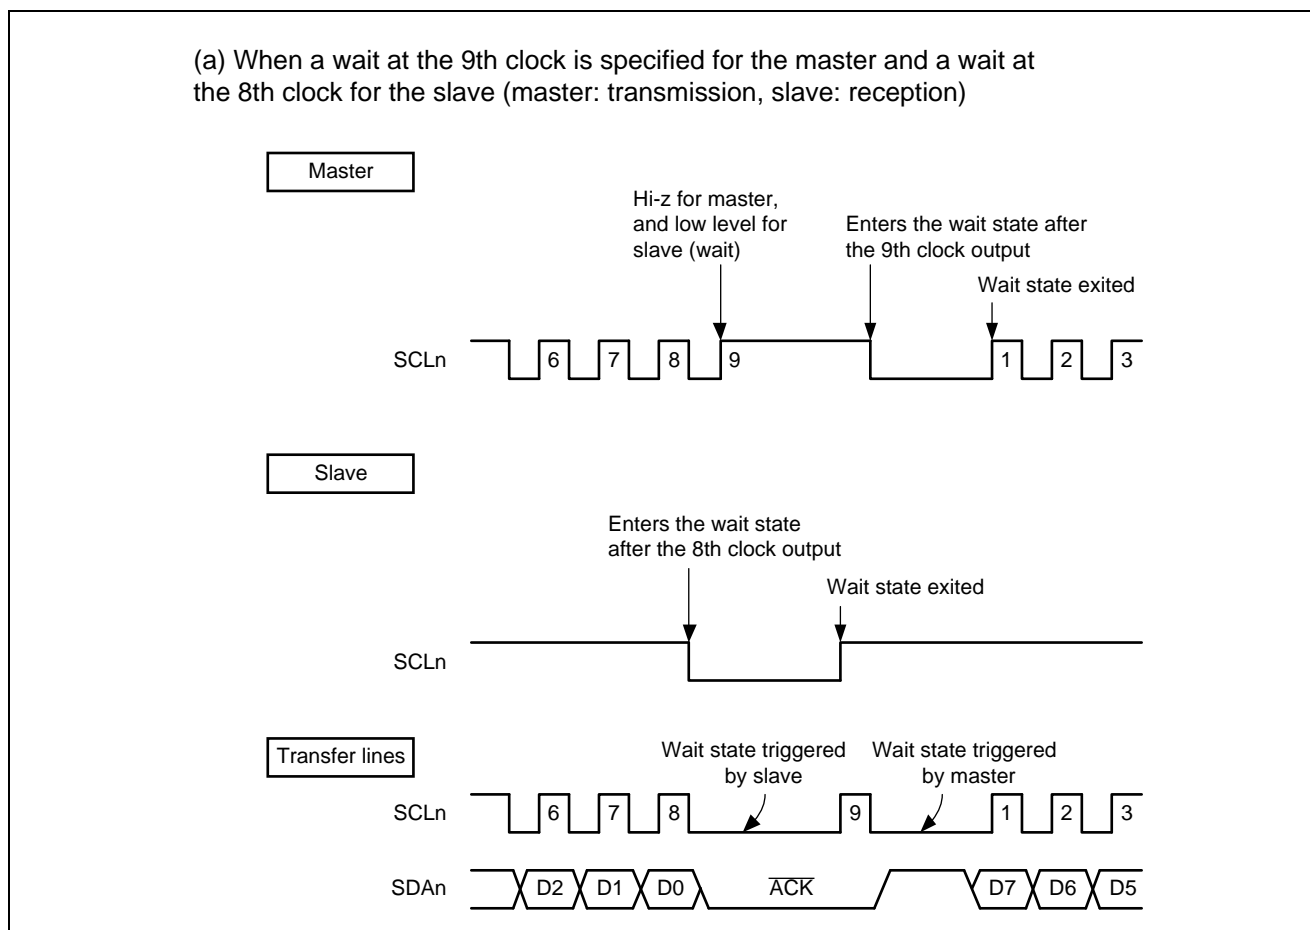 (a) When a wait at the 9th clock is specified for the master and a wait at
the 8th clock for the slave (master: transmission, slave: reception)
Master
Hi-z for master,
and low level for
slave (wait)
Enters the wait state after
the 9th clock output
Wait state exited
SCLn 6 7 8 9 1 2 3
Slave
Enters the wait state
after the 8th clock output
Wait state exited
SCLn
Transfer lines
Wait state triggered
by slave
Wait state triggered
by master
SCLn 6 7 8 9 1 2 3
SDAn D2 D1 D0 A̅C̅K̅ D7 D6 D5